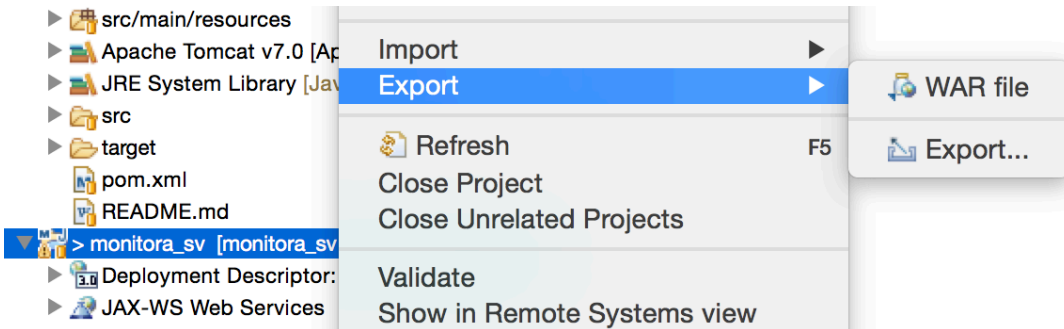 src/main/resources
Apache Tomcat v7.0 [Ap
JRE System Library [Jav
src
target
pom.xml
README.md
> monitora_sv [monitora_sv
3.0 Deployment Descriptor:
JAX-WS Web Services
Import
Export
Refresh F5
Close Project
Close Unrelated Projects
Validate
Show in Remote Systems view
WAR file
Export...